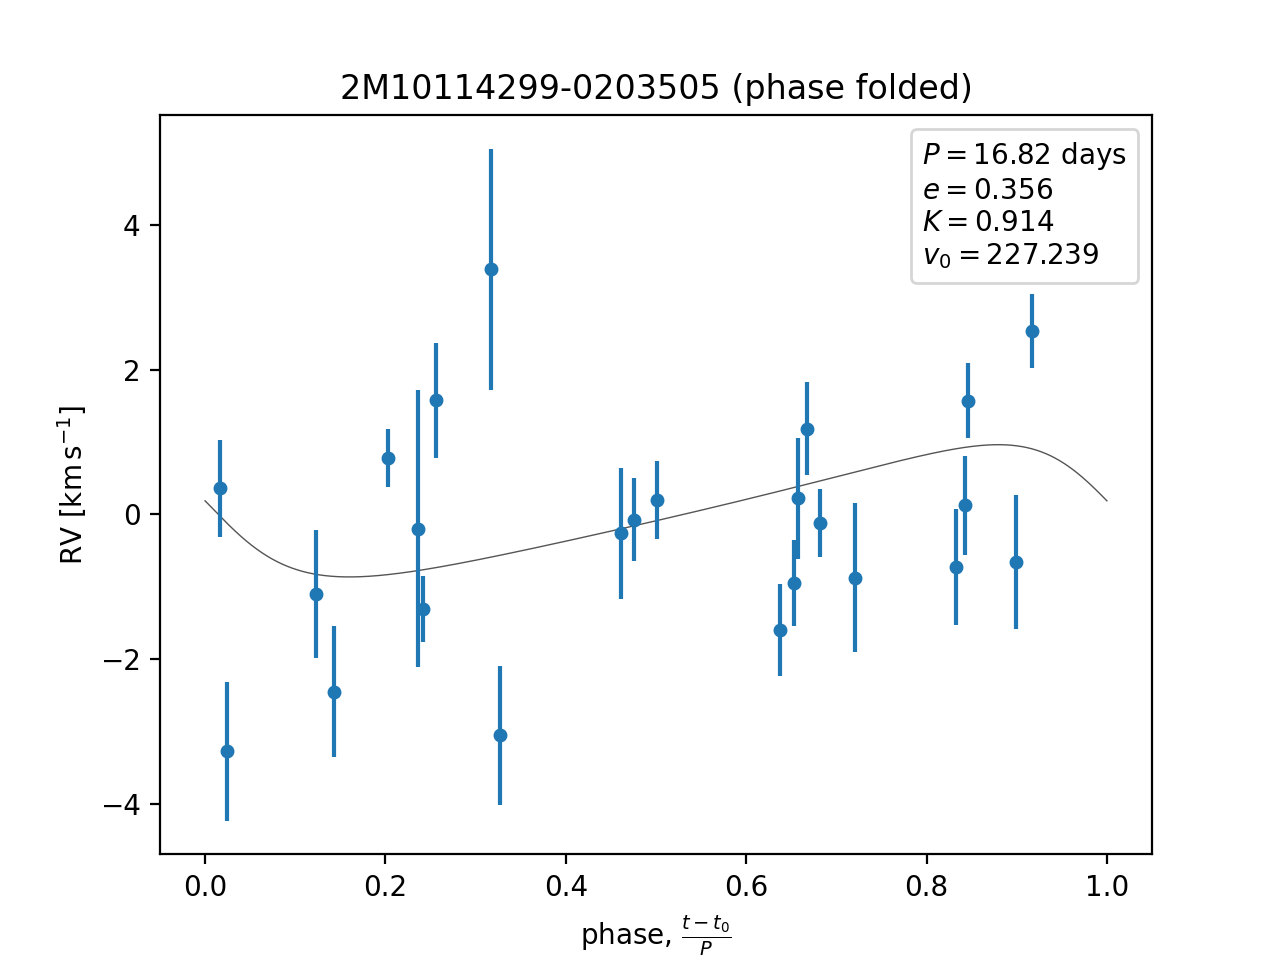 2M10114299-0203505 (phase folded)
P = 16.82 days
e = 0.356
K = 0.914
v₀ = 227.239
RV [km s⁻¹]
4
2
0
−2
−4
0.0 0.2 0.4 0.6 0.8 1.0
phase, (t − t₀)/P